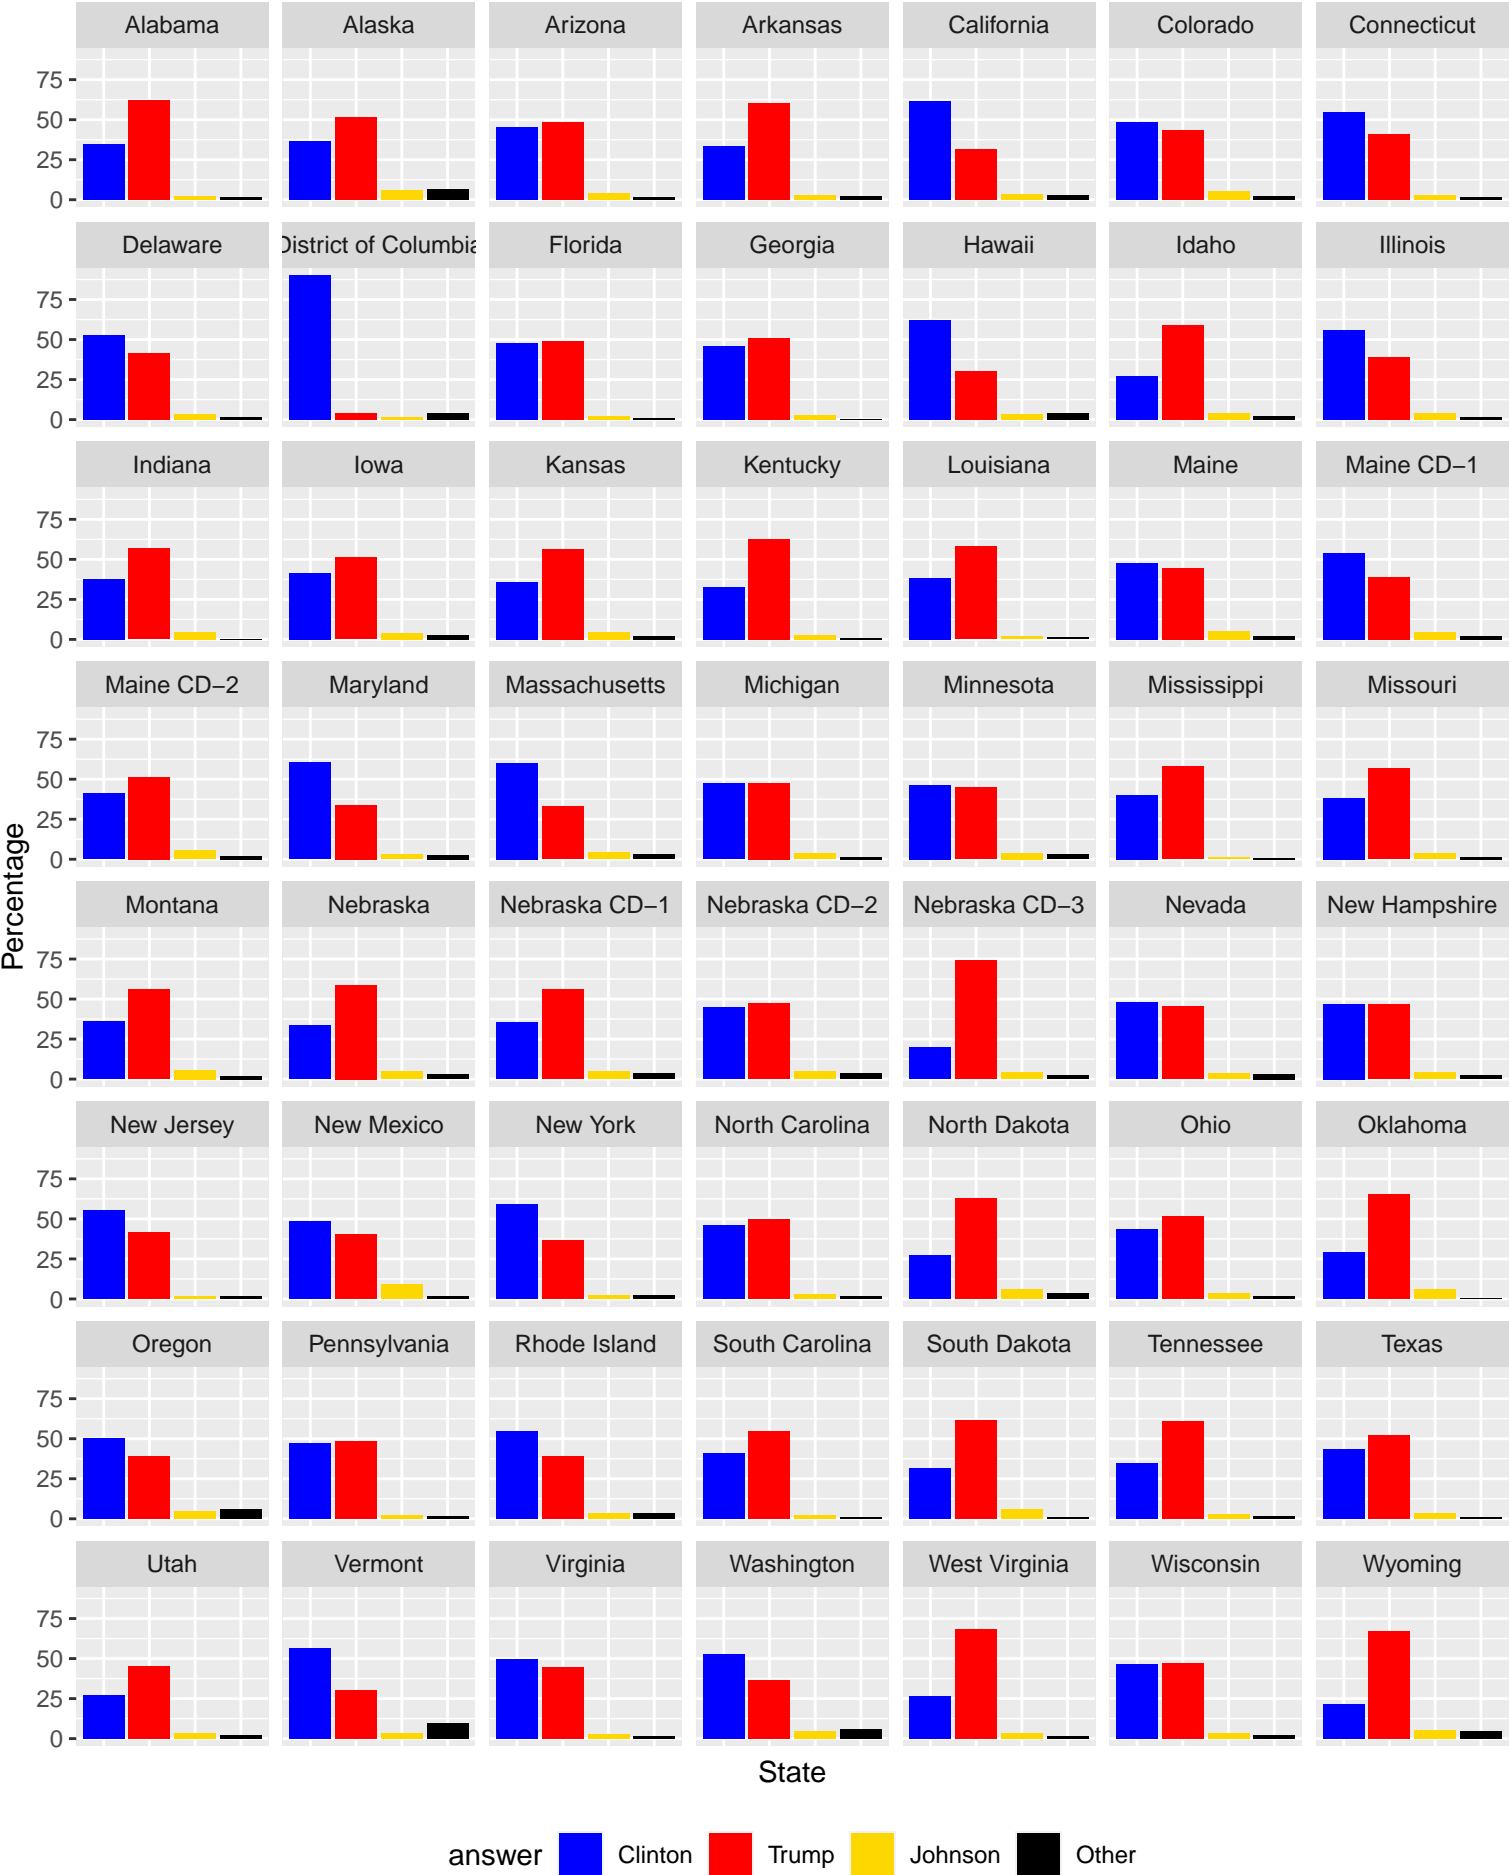 Alabama Alaska Arizona Arkansas California Colorado Connecticut
75
50
25
0
Delaware District of Columbia Florida Georgia Hawaii Idaho Illinois
75
50
25
0
Indiana Iowa Kansas Kentucky Louisiana Maine Maine CD−1
75
50
25
0
Maine CD−2 Maryland Massachusetts Michigan Minnesota Mississippi Missouri
75
50
25
0
Percentage
Montana Nebraska Nebraska CD−1 Nebraska CD−2 Nebraska CD−3 Nevada New Hampshire
75
50
25
0
New Jersey New Mexico New York North Carolina North Dakota Ohio Oklahoma
75
50
25
0
Oregon Pennsylvania Rhode Island South Carolina South Dakota Tennessee Texas
75
50
25
0
Utah Vermont Virginia Washington West Virginia Wisconsin Wyoming
75
50
25
0
State
answer Clinton Trump Johnson Other